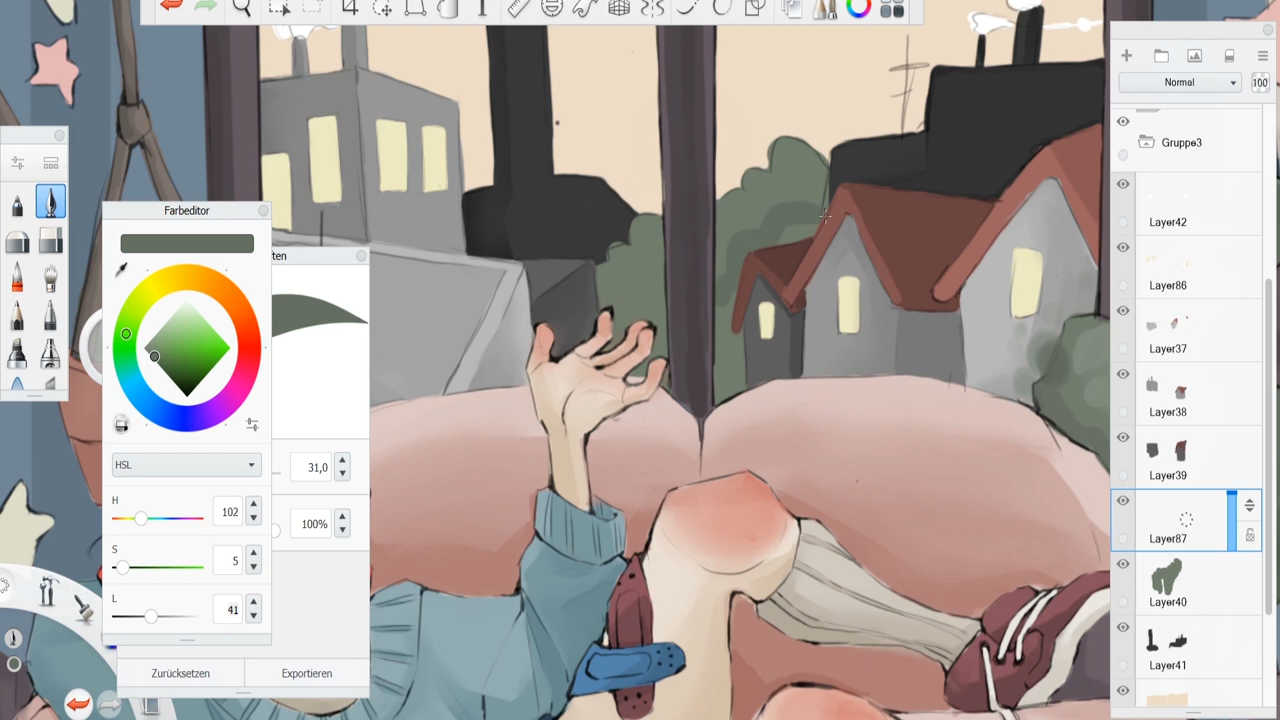 Normal
100
Gruppe3
Layer42
Layer86
Layer37
Layer38
Layer39
Layer87
Layer40
Layer41
Farbeditor
ten
HSL
H
102
S
5
L
41
31,0
100%
Zurücksetzen
Exportieren